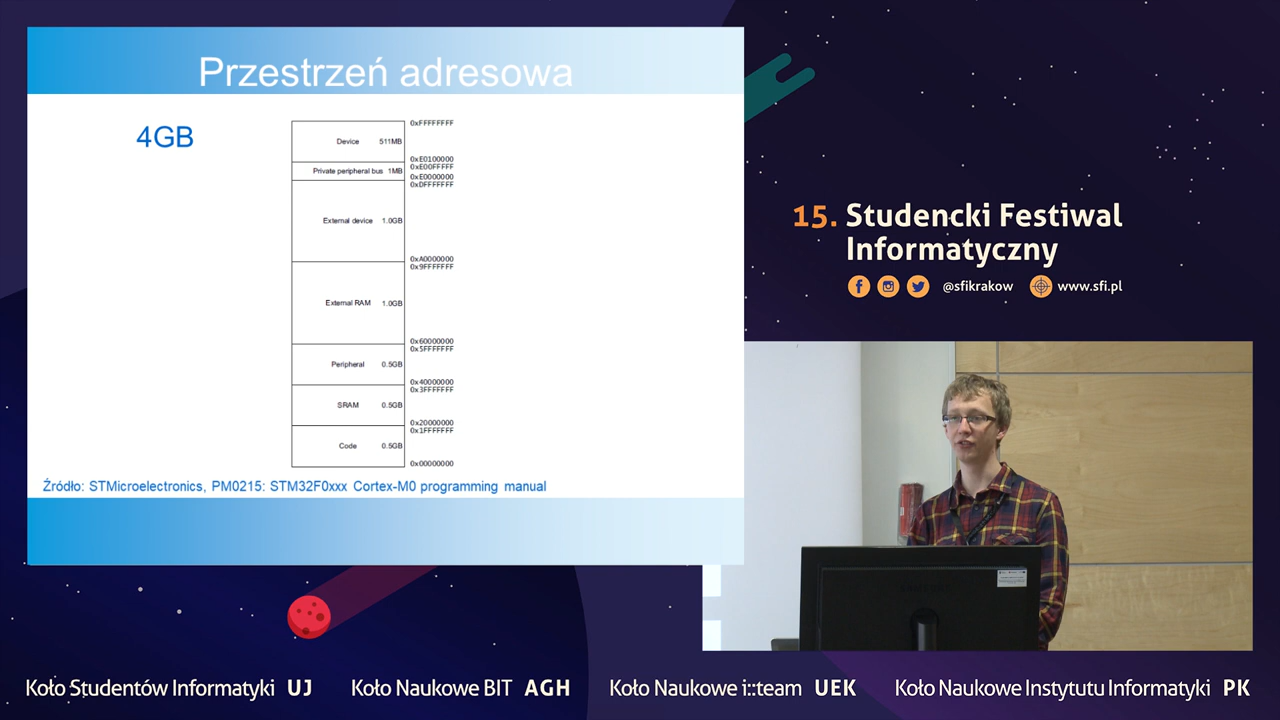 Przestrzeń adresowa
4GB
0xFFFFFFFF
Device 511MB
0xE0100000
0xE00FFFFF
Private peripheral bus 1MB
0xE0000000
0xDFFFFFFF
External device 1.0GB
0xA0000000
0x9FFFFFFF
External RAM 1.0GB
0x60000000
0x5FFFFFFF
Peripheral 0.5GB
0x40000000
0x3FFFFFFF
SRAM 0.5GB
0x20000000
0x1FFFFFFF
Code 0.5GB
0x00000000
Źródło: STMicroelectronics, PM0215: STM32F0xxx Cortex-M0 programming manual
15. Studencki Festiwal
Informatyczny
@sfikrakow www.sfi.pl
Koło Studentów Informatyki UJ
Koło Naukowe BIT AGH
Koło Naukowe i::team UEK
Koło Naukowe Instytutu Informatyki PK